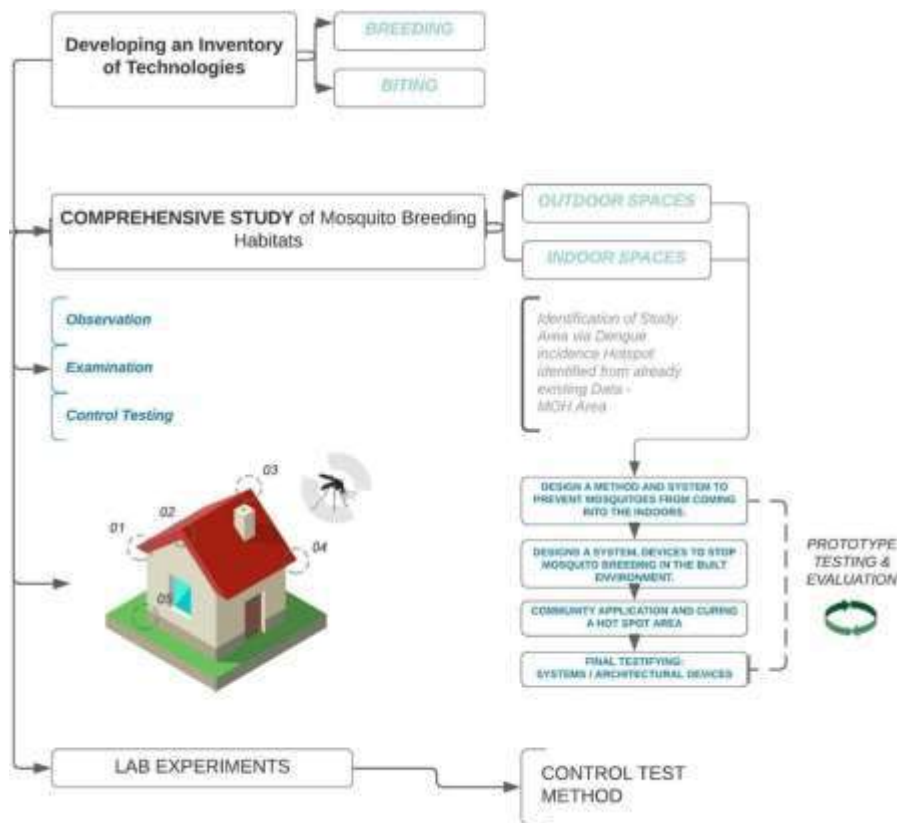 Developing an Inventory
of Technologies
BREEDING
BITING
COMPREHENSIVE STUDY of Mosquito Breeding
Habitats
OUTDOOR SPACES
INDOOR SPACES
Observation
Examination
Control Testing
Identification of Study
Area via Dengue
incidence Hotspot
identified from already
existing Data -
MOH Area
01
02
03
04
05
DESIGN A METHOD AND SYSTEM TO
PREVENT MOSQUITOES FROM COMING
INTO THE INDOORS.
DESIGNS A SYSTEM, DEVICES TO STOP
MOSQUITO BREEDING IN THE BUILT
ENVIRONMENT.
COMMUNITY APPLICATION AND CURING
A HOT SPOT AREA
FINAL TESTIFYING:
SYSTEMS / ARCHITECTURAL DEVICES
PROTOTYPE
TESTING &
EVALUATION
LAB EXPERIMENTS
CONTROL TEST
METHOD